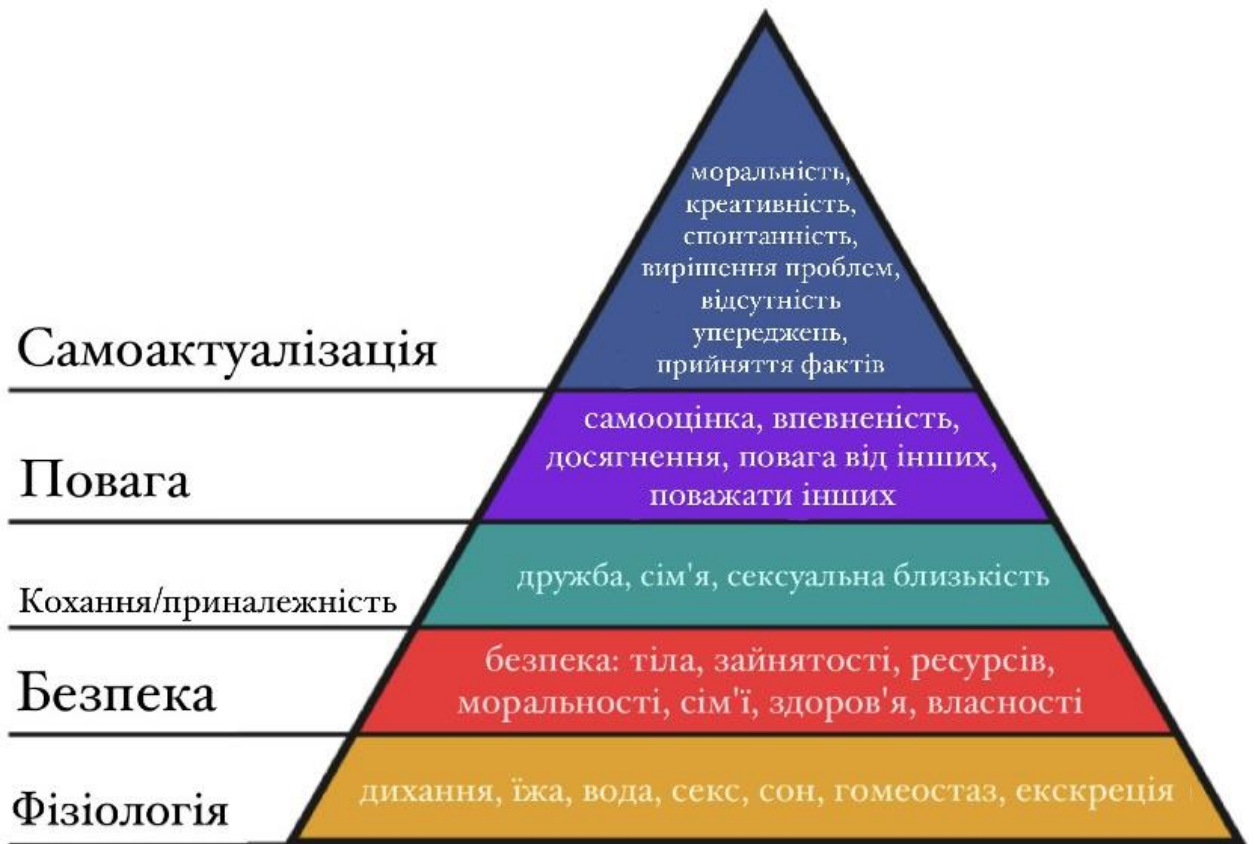 моральність,
креативність,
спонтанність,
вирішення проблем,
відсутність
упереджень,
прийняття фактів
Самоактуалізація
самооцінка, впевненість,
досягнення, повага від інших,
поважати інших
Повага
дружба, сім'я, сексуальна близькість
Кохання/приналежність
безпека: тіла, зайнятості, ресурсів,
моральності, сім'ї, здоров'я, власності
Безпека
дихання, їжа, вода, секс, сон, гомеостаз, екскреція
Фізіологія